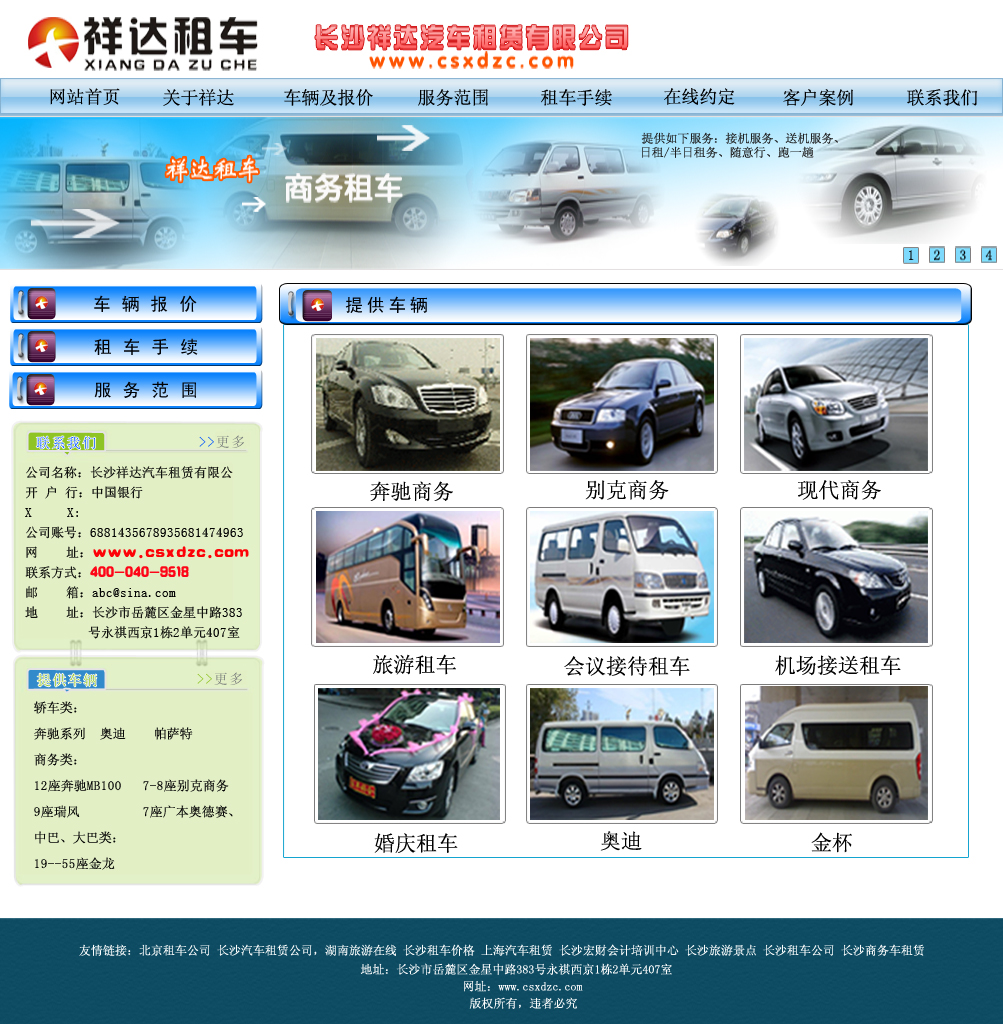 祥达租车
XIANG DA ZU CHE
长沙祥达汽车租赁有限公司
www.csxdzc.com
网站首页 关于祥达 车辆及报价 服务范围 租车手续 在线约定 客户案例 联系我们
祥达租车
商务租车
提供如下服务：接机服务、送机服务、
日租/半日租务、随意行、跑一趟
1 2 3 4
车辆报价
租车手续
服务范围
联系我们 >>更多
公司名称：长沙祥达汽车租赁有限公
开 户 行：中国银行
X X：
公司账号：6881435678935681474963
网 址：www.csxdzc.com
联系方式：400-040-9518
邮 箱：abc@sina.com
地 址：长沙市岳麓区金星中路383
号永祺西京1栋2单元407室
提供车辆 >>更多
轿车类：
奔驰系列 奥迪 帕萨特
商务类：
12座奔驰MB100 7-8座别克商务
9座瑞风 7座广本奥德赛、
中巴、大巴类：
19--55座金龙
提供车辆
奔驰商务 别克商务 现代商务
旅游租车 会议接待租车 机场接送租车
婚庆租车 奥迪 金杯
友情链接：北京租车公司 长沙汽车租赁公司，湖南旅游在线 长沙租车价格 上海汽车租赁 长沙宏财会计培训中心 长沙旅游景点 长沙租车公司 长沙商务车租赁
地址：长沙市岳麓区金星中路383号永祺西京1栋2单元407室
网址：www.csxdzc.com
版权所有，违者必究